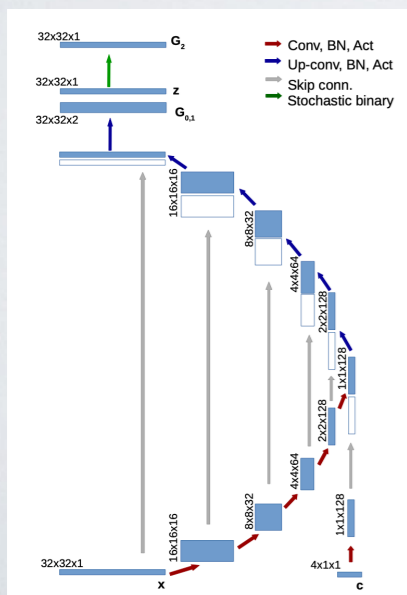 32x32x1
G2
32x32x1
z
G0,1
32x32x2
Conv, BN, Act
Up-conv, BN, Act
Skip conn.
Stochastic binary
16x16x16
8x8x32
4x4x64
2x2x128
1x1x128
2x2x128
4x4x64
8x8x32
1x1x128
16x16x16
32x32x1
x
4x1x1
c